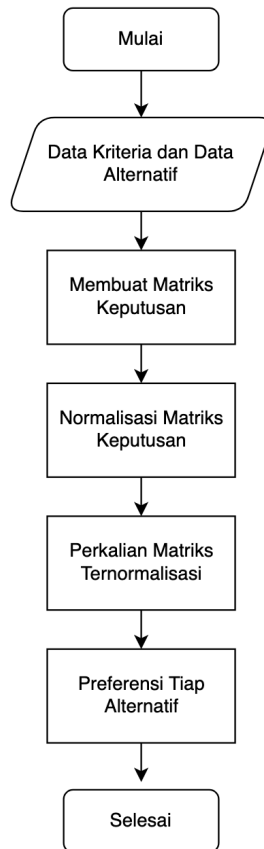 Mulai
Data Kriteria dan Data
Alternatif
Membuat Matriks
Keputusan
Normalisasi Matriks
Keputusan
Perkalian Matriks
Ternormalisasi
Preferensi Tiap
Alternatif
Selesai